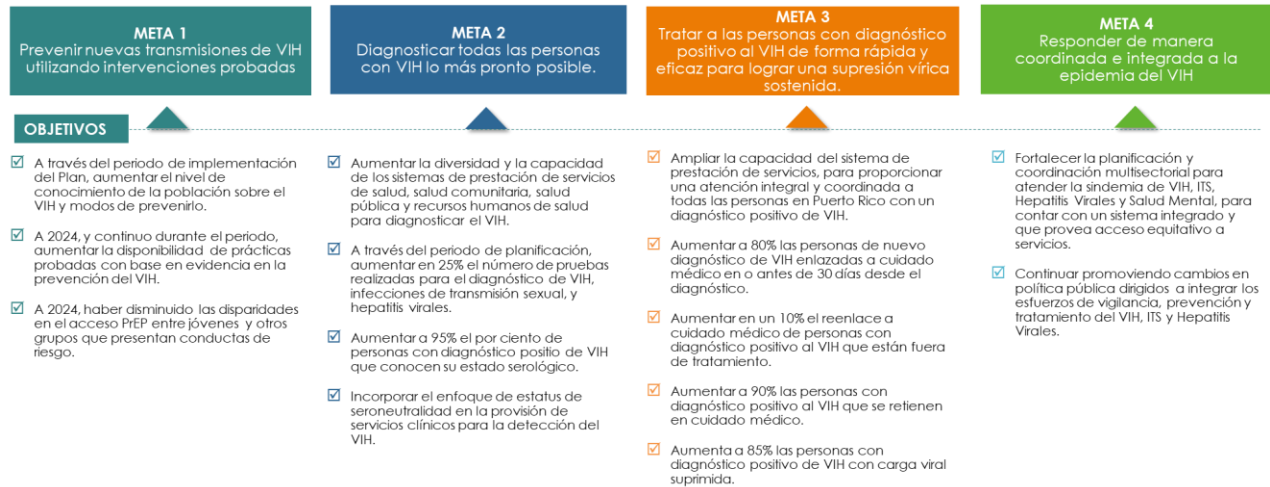 META 1
Prevenir nuevas transmisiones de VIH
utilizando intervenciones probadas
META 2
Diagnosticar todas las personas
con VIH lo más pronto posible.
META 3
Tratar a las personas con diagnóstico
positivo al VIH de forma rápida y
eficaz para lograr una supresión vírica
sostenida.
META 4
Responder de manera
coordinada e integrada a la
epidemia del VIH
OBJETIVOS
A través del periodo de implementación
del Plan, aumentar el nivel de
conocimiento de la población sobre el
VIH y modos de prevenirlo.
A 2024, y continuo durante el periodo,
aumentar la disponibilidad de prácticas
probadas con base en evidencia en la
prevención del VIH.
A 2024, haber disminuido las disparidades
en el acceso PrEP entre jóvenes y otros
grupos que presentan conductas de
riesgo.
Aumentar la diversidad y la capacidad
de los sistemas de prestación de servicios
de salud, salud comunitaria, salud
pública y recursos humanos de salud
para diagnosticar el VIH.
A través del periodo de planificación,
aumentar en 25% el número de pruebas
realizadas para el diagnóstico de VIH,
infecciones de transmisión sexual, y
hepatitis virales.
Aumentar a 95% el por ciento de
personas con diagnóstico positio de VIH
que conocen su estado serológico.
Incorporar el enfoque de estatus de
seroneutralidad en la provisión de
servicios clínicos para la detección del
VIH.
Ampliar la capacidad del sistema de
prestación de servicios, para proporcionar
una atención integral y coordinada a
todas las personas en Puerto Rico con un
diagnóstico positivo de VIH.
Aumentar a 80% las personas de nuevo
diagnóstico de VIH enlazadas a cuidado
médico en o antes de 30 días desde el
diagnóstico.
Aumentar en un 10% el reenlace a
cuidado médico de personas con
diagnóstico positivo al VIH que están fuera
de tratamiento.
Aumentar a 90% las personas con
diagnóstico positivo al VIH que se retienen
en cuidado médico.
Aumenta a 85% las personas con
diagnóstico positivo de VIH con carga viral
suprimida.
Fortalecer la planificación y
coordinación multisectorial para
atender la sindemia de VIH, ITS,
Hepatitis Virales y Salud Mental, para
contar con un sistema integrado y
que provea acceso equitativo a
servicios.
Continuar promoviendo cambios en
política pública dirigidos a integrar los
esfuerzos de vigilancia, prevención y
tratamiento del VIH, ITS y Hepatitis
Virales.